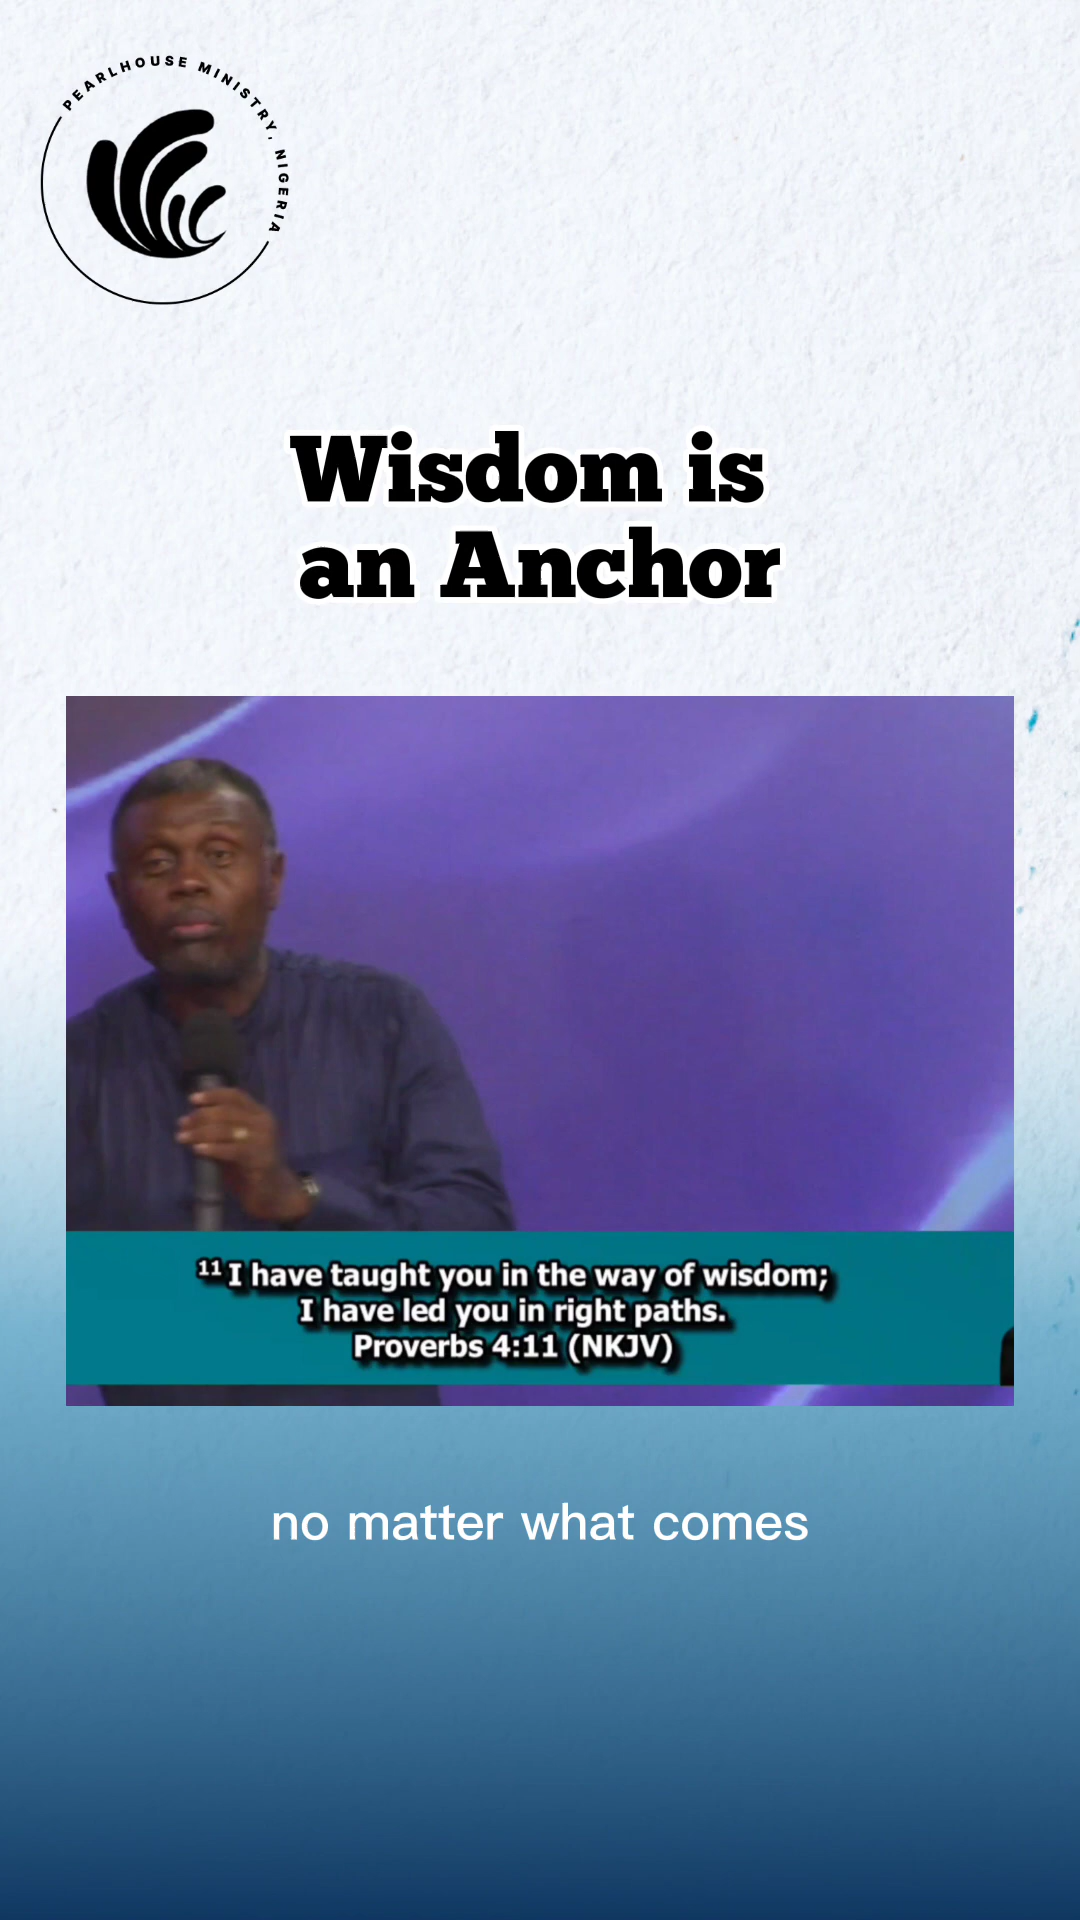 PEARLHOUSE MINISTRY, NIGERIA
Wisdom is
an Anchor
11 I have taught you in the way of wisdom;
I have led you in right paths.
Proverbs 4:11 (NKJV)
no matter what comes